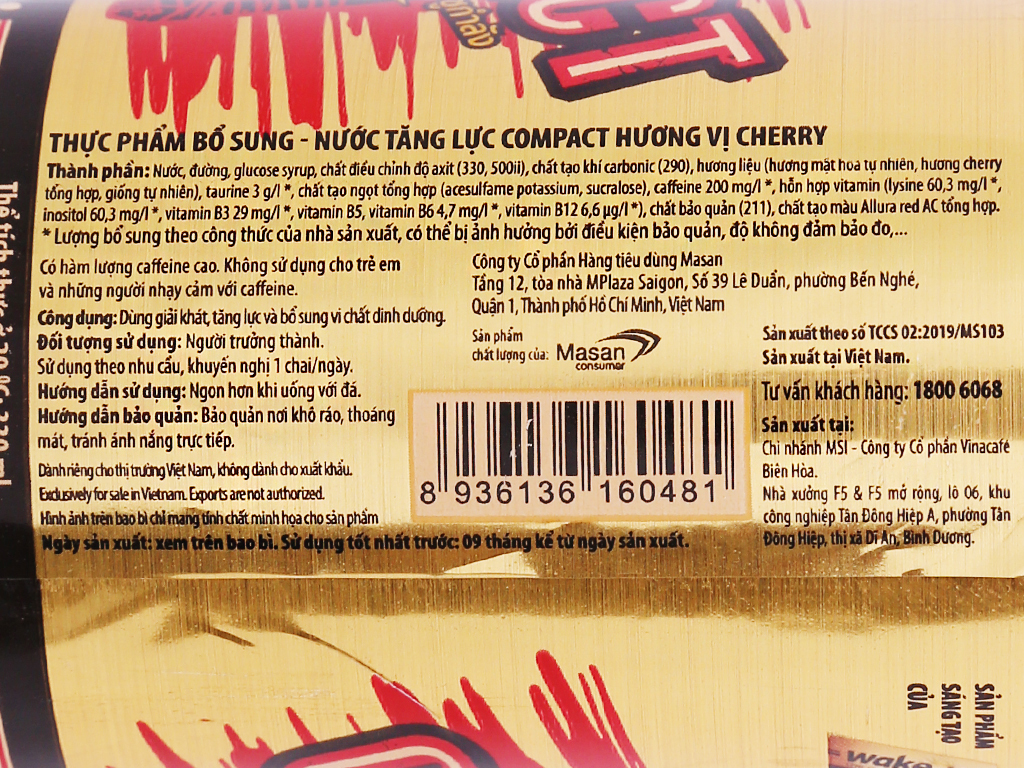 CT
THỰC PHẨM BỔ SUNG - NƯỚC TĂNG LỰC COMPACT HƯƠNG VỊ CHERRY
Thành phần: Nước, đường, glucose syrup, chất điều chỉnh độ axit (330, 500ii), chất tạo khí carbonic (290), hương liệu (hương mật hoa tự nhiên, hương cherry
tổng hợp, giống tự nhiên), taurine 3 g/l *, chất tạo ngọt tổng hợp (acesulfame potassium, sucralose), caffeine 200 mg/l *, hỗn hợp vitamin (lysine 60,3 mg/l *,
inositol 60,3 mg/l *, vitamin B3 29 mg/l *, vitamin B5, vitamin B6 4,7 mg/l *, vitamin B12 6,6 µg/l *), chất bảo quản (211), chất tạo màu Allura red AC tổng hợp.
* Lượng bổ sung theo công thức của nhà sản xuất, có thể bị ảnh hưởng bởi điều kiện bảo quản, độ không đảm bảo đo,...
Có hàm lượng caffeine cao. Không sử dụng cho trẻ em
và những người nhạy cảm với caffeine.
Công dụng: Dùng giải khát, tăng lực và bổ sung vi chất dinh dưỡng.
Đối tượng sử dụng: Người trưởng thành.
Sử dụng theo nhu cầu, khuyến nghị 1 chai/ngày.
Hướng dẫn sử dụng: Ngon hơn khi uống với đá.
Hướng dẫn bảo quản: Bảo quản nơi khô ráo, thoáng
mát, tránh ánh nắng trực tiếp.
Dành riêng cho thị trường Việt Nam, không dành cho xuất khẩu.
Exclusively for sale in Vietnam. Exports are not authorized.
Hình ảnh trên bao bì chỉ mang tính chất minh họa cho sản phẩm
Ngày sản xuất: xem trên bao bì. Sử dụng tốt nhất trước: 09 tháng kể từ ngày sản xuất.
Công ty Cổ phần Hàng tiêu dùng Masan
Tầng 12, tòa nhà MPlaza Saigon, Số 39 Lê Duẩn, phường Bến Nghé,
Quận 1, Thành phố Hồ Chí Minh, Việt Nam
Sản phẩm
chất lượng của:
Masan
consumer
8 936136 160481
Sản xuất theo số TCCS 02:2019/MS103
Sản xuất tại Việt Nam.
Tư vấn khách hàng: 1800 6068
Sản xuất tại:
Chi nhánh MSI - Công ty Cổ phần Vinacafé
Biên Hòa.
Nhà xưởng F5 & F5 mở rộng, lô 06, khu
công nghiệp Tân Đông Hiệp A, phường Tân
Đông Hiệp, thị xã Dĩ An, Bình Dương.
SẢN PHẨM
SÁNG TẠO
CỦA
wake